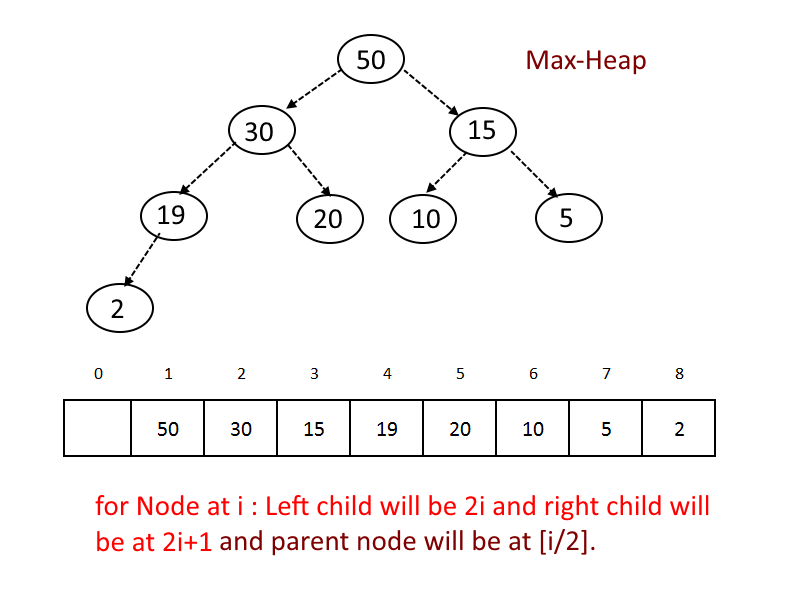 50
Max-Heap
30
15
19
20
10
5
2
0 1 2 3 4 5 6 7 8
50 30 15 19 20 10 5 2
for Node at i : Left child will be 2i and right child will
be at 2i+1 and parent node will be at [i/2].